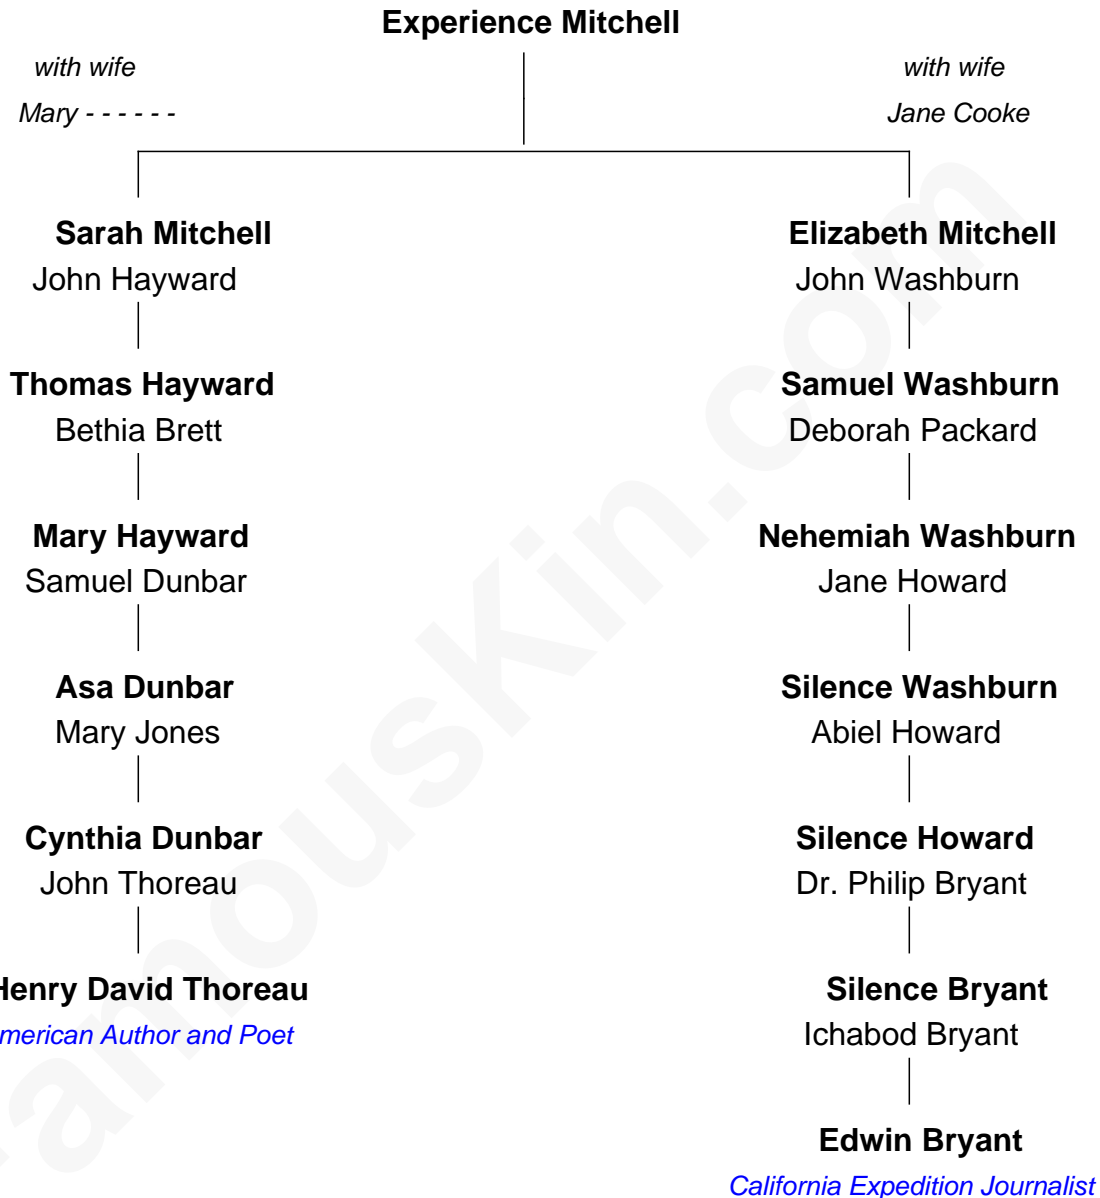 Experience Mitchell
with wife
Mary - - - - - -
with wife
Jane Cooke
Sarah Mitchell
John Hayward
Elizabeth Mitchell
John Washburn
Thomas Hayward
Bethia Brett
Samuel Washburn
Deborah Packard
Mary Hayward
Samuel Dunbar
Nehemiah Washburn
Jane Howard
Asa Dunbar
Mary Jones
Silence Washburn
Abiel Howard
Cynthia Dunbar
John Thoreau
Silence Howard
Dr. Philip Bryant
Henry David Thoreau
merican Author and Poet
Silence Bryant
Ichabod Bryant
Edwin Bryant
California Expedition Journalist
amouskin.com